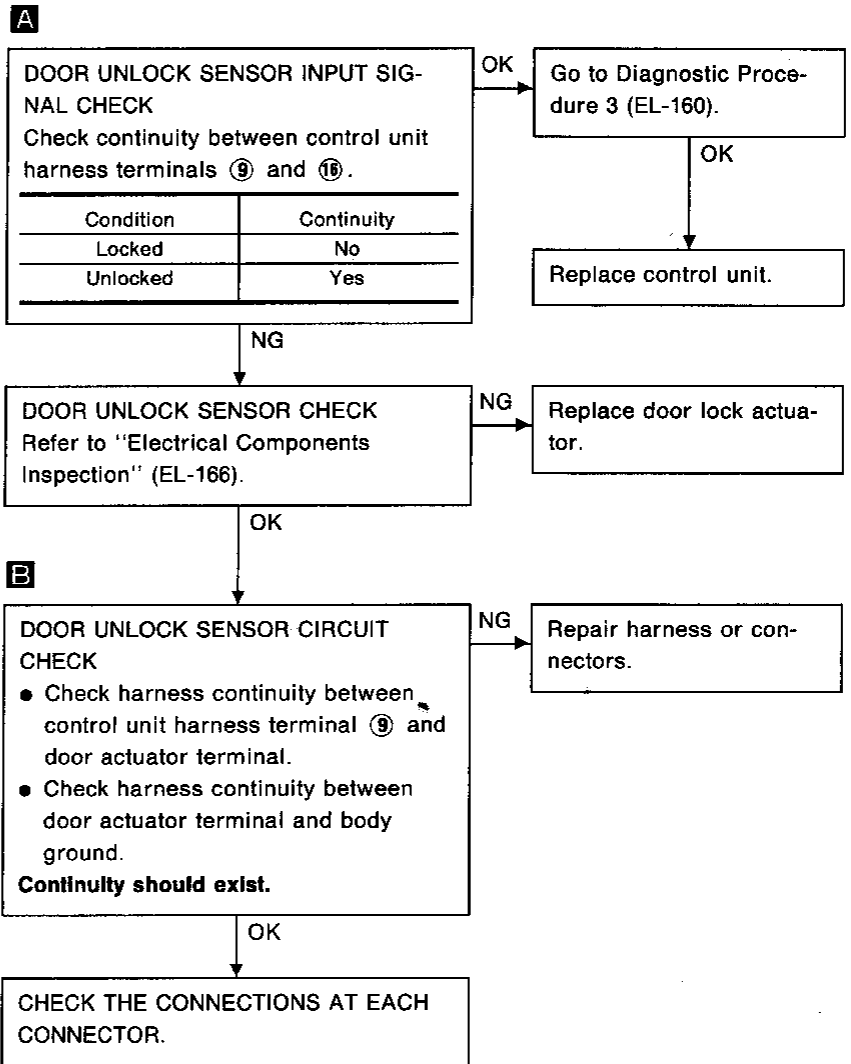 A
DOOR UNLOCK SENSOR INPUT SIG-
NAL CHECK
Check continuity between control unit
harness terminals ⑨ and ⑯.
Condition Continuity
Locked No
Unlocked Yes
OK
Go to Diagnostic Proce-
dure 3 (EL-160).
OK
Replace control unit.
NG
DOOR UNLOCK SENSOR CHECK
Refer to "Electrical Components
Inspection" (EL-166).
NG
Replace door lock actua-
tor.
OK
B
DOOR UNLOCK SENSOR CIRCUIT
CHECK
● Check harness continuity between
control unit harness terminal ⑨ and
door actuator terminal.
● Check harness continuity between
door actuator terminal and body
ground.
Continuity should exist.
NG
Repair harness or con-
nectors.
OK
CHECK THE CONNECTIONS AT EACH
CONNECTOR.